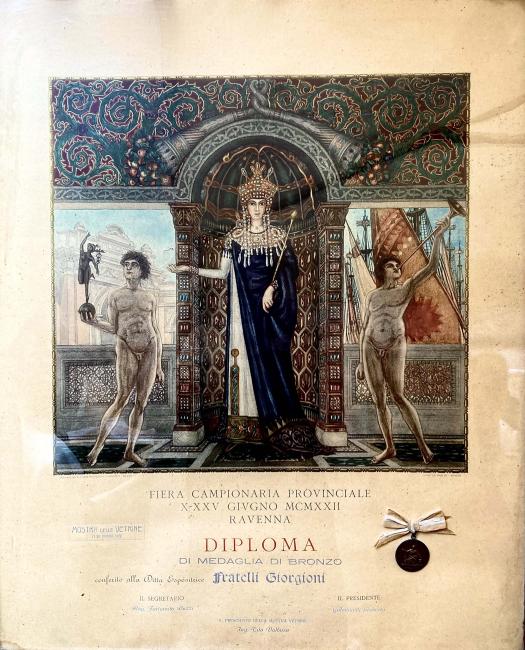 FIERA CAMPIONARIA PROVINCIALE
X-XXV GIVGNO MCMXXII
RAVENNA
MOSTRA DELLE VETRINE
DIPLOMA
DI MEDAGLIA DI BRONZO
conferito alla Ditta Espositrice Fratelli Giorgioni
IL SEGRETARIO
IL PRESIDENTE
IL PRESIDENTE DELLA MOSTRA VETRINE